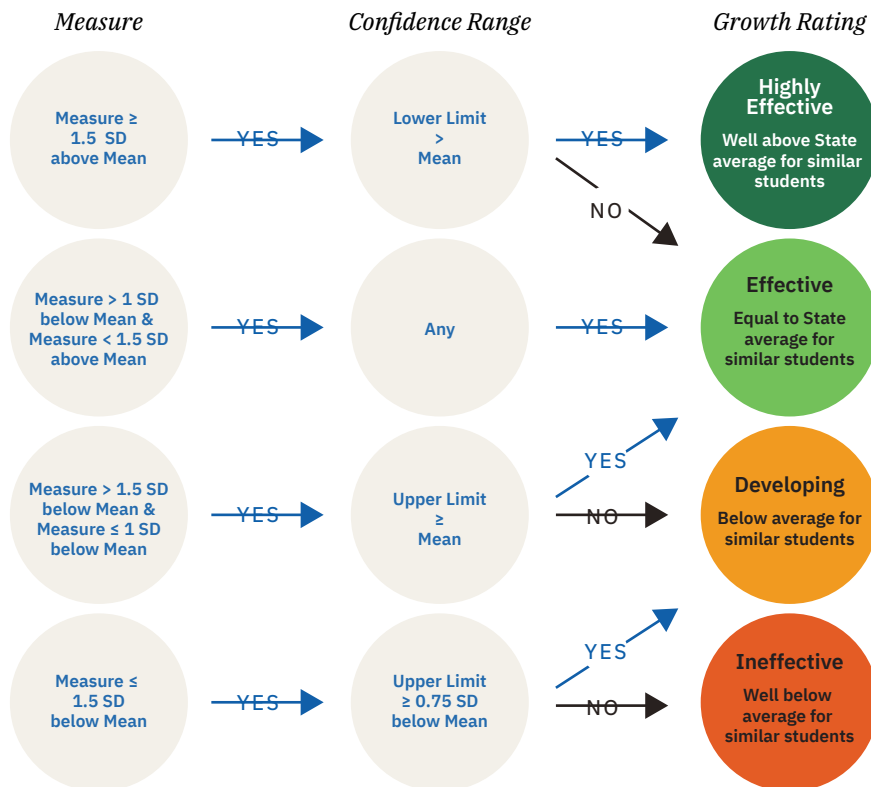 Measure
Confidence Range
Growth Rating
Measure ≥
1.5 SD
above Mean
YES
Lower Limit
>
Mean
YES
NO
Highly
Effective
Well above State
average for similar
students
Measure > 1 SD
below Mean &
Measure < 1.5 SD
above Mean
YES
Any
YES
Effective
Equal to State
average for
similar students
Measure > 1.5 SD
below Mean &
Measure ≤ 1 SD
below Mean
YES
Upper Limit
≥
Mean
YES
NO
Developing
Below average for
similar students
Measure ≤
1.5 SD
below Mean
YES
Upper Limit
≥ 0.75 SD
below Mean
YES
NO
Ineffective
Well below
average for
similar students